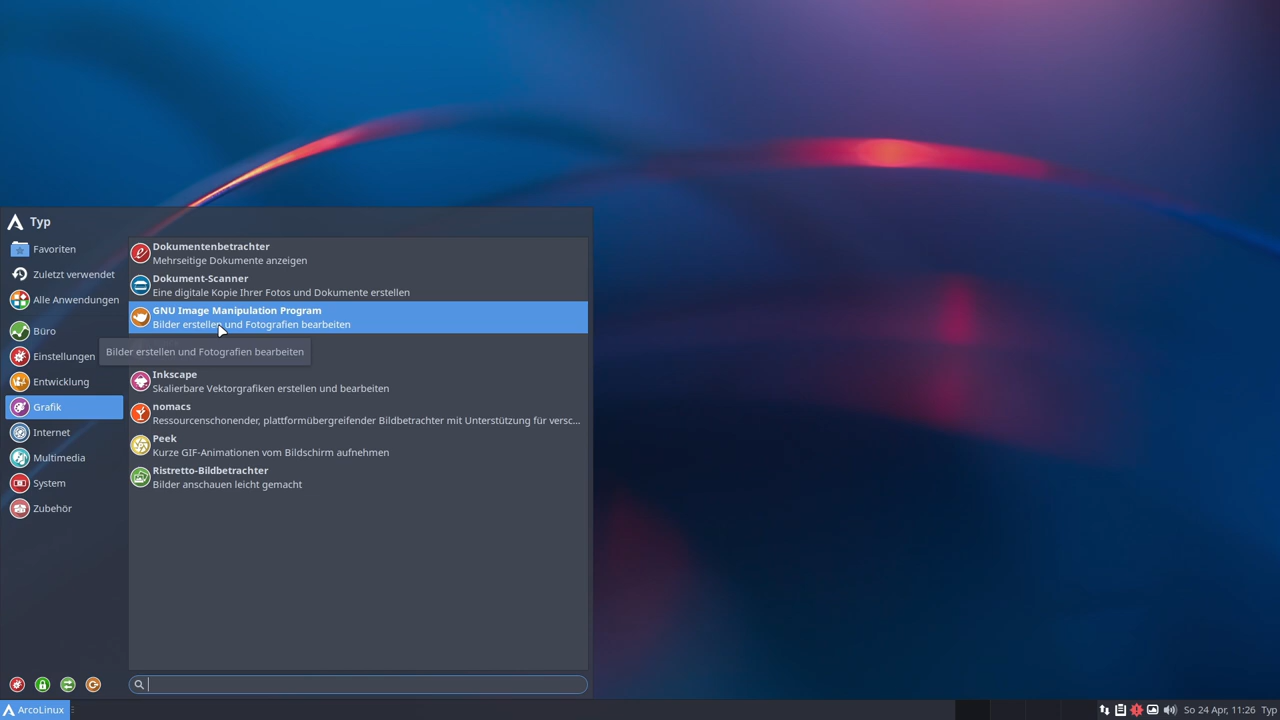 Typ
Favoriten
Zuletzt verwendet
Alle Anwendungen
Büro
Einstellungen
Entwicklung
Grafik
Internet
Multimedia
System
Zubehör
Dokumentenbetrachter
Mehrseitige Dokumente anzeigen
Dokument-Scanner
Eine digitale Kopie Ihrer Fotos und Dokumente erstellen
GNU Image Manipulation Program
Bilder erstellen und Fotografien bearbeiten
Bilder erstellen und Fotografien bearbeiten
Inkscape
Skalierbare Vektorgrafiken erstellen und bearbeiten
nomacs
Ressourcenschonender, plattformübergreifender Bildbetrachter mit Unterstützung für versc...
Peek
Kurze GIF-Animationen vom Bildschirm aufnehmen
Ristretto-Bildbetrachter
Bilder anschauen leicht gemacht
ArcoLinux
So 24 Apr, 11:26 Typ